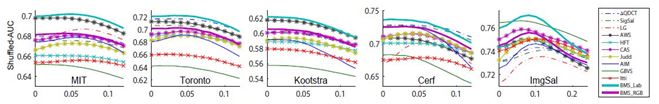 Shuffled-AUC
0.7
0.68
0.66
0.64
0 0.05 0.1
MIT
0.72
0.7
0.68
0.66
0.64
0 0.05 0.1
Toronto
0.62
0.6
0.58
0.56
0 0.05 0.1
Kootstra
0.75
0.7
0.65
0 0.05 0.1
Cerf
0.76
0.74
0.72
0 0.1 0.2
ImgSal
ΔQDCT
SigSal
LG
AWS
HFT
CAS
Judd
AIM
GBVS
Itti
BMS_Lab
BMS_RGB